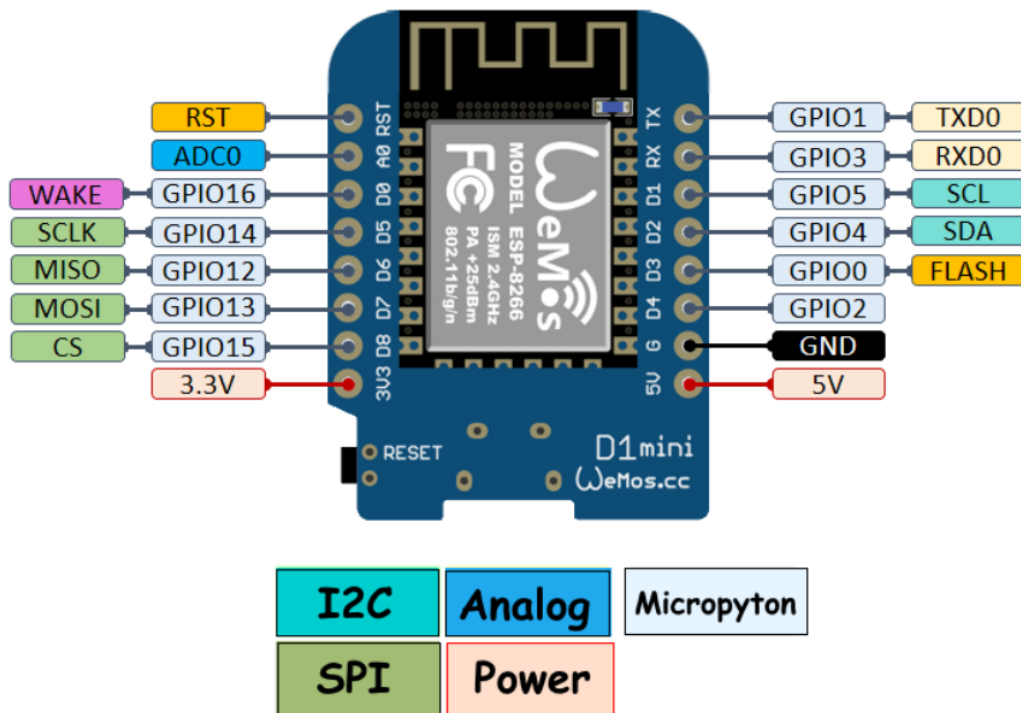 RST
ADC0
WAKE GPIO16
SCLK GPIO14
MISO GPIO12
MOSI GPIO13
CS GPIO15
3.3V
RST
A0
D0
D5
D6
D7
D8
3V3
WeMos
MODEL ESP-8266
ISM 2.4GHz
PA +25dBm
802.11b/g/n
FC
TX
RX
D1
D2
D3
D4
G
5V
GPIO1 TXD0
GPIO3 RXD0
GPIO5 SCL
GPIO4 SDA
GPIO0 FLASH
GPIO2
GND
5V
RESET
D1mini
WeMos.cc
I2C Analog Micropyton
SPI Power